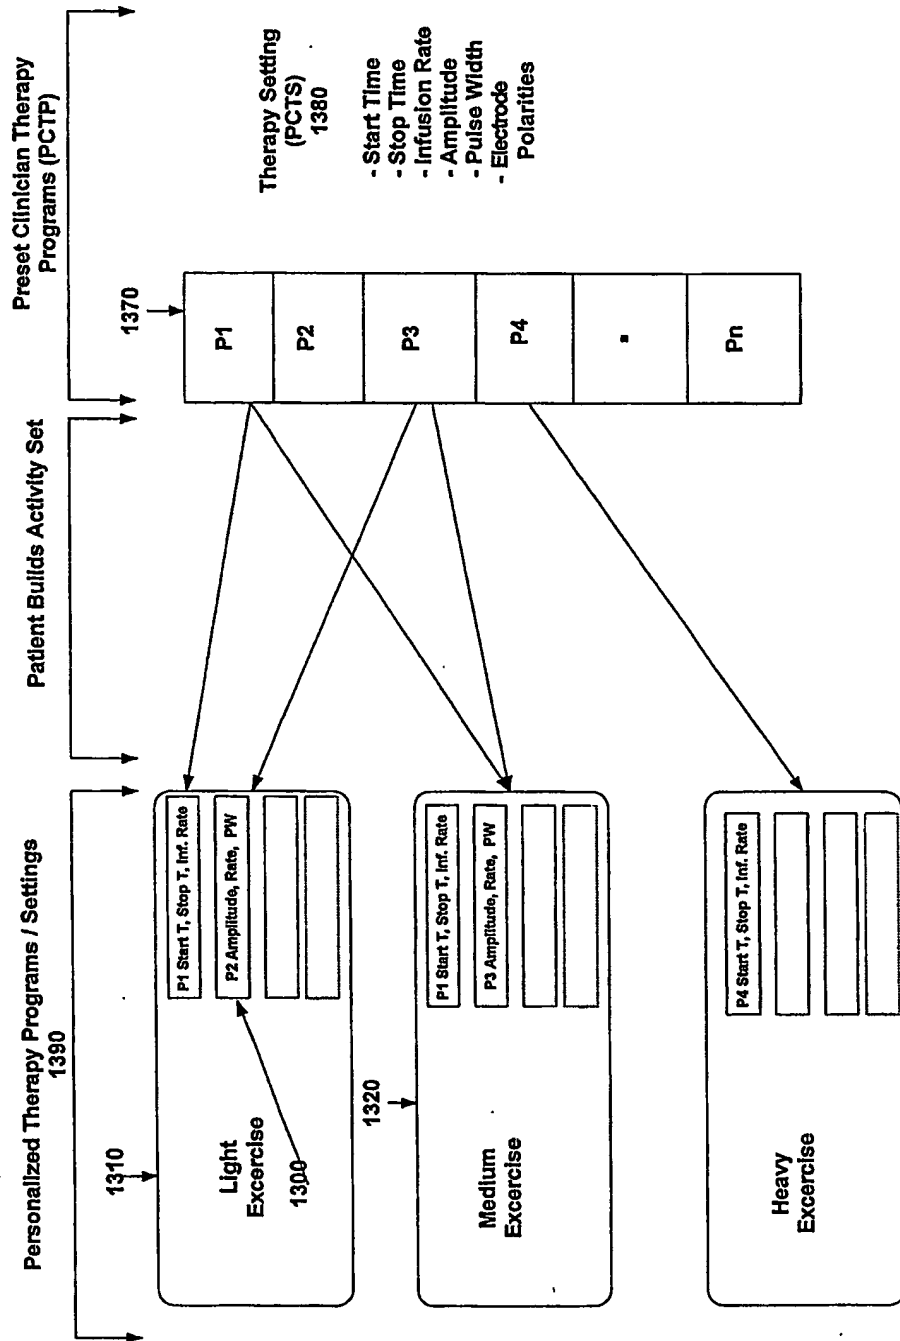 Personalized Therapy Programs / Settings
1390
Patient Builds Activity Set
Preset Clinician Therapy
Programs (PCTP)
1310
Light
Excercise
1300
P1 Start T, Stop T, Inf. Rate
P2 Amplitude, Rate, PW
1320
Medium
Excercise
P1 Start T, Stop T, Inf. Rate
P3 Amplitude, Rate, PW
Heavy
Excercise
P4 Start T, Stop T, Inf. Rate
1370
P1
P2
P3
P4
Pn
Therapy Setting
(PCTS)
1380
- Start Time
- Stop Time
- Infusion Rate
- Amplitude
- Pulse Width
- Electrode
Polarities